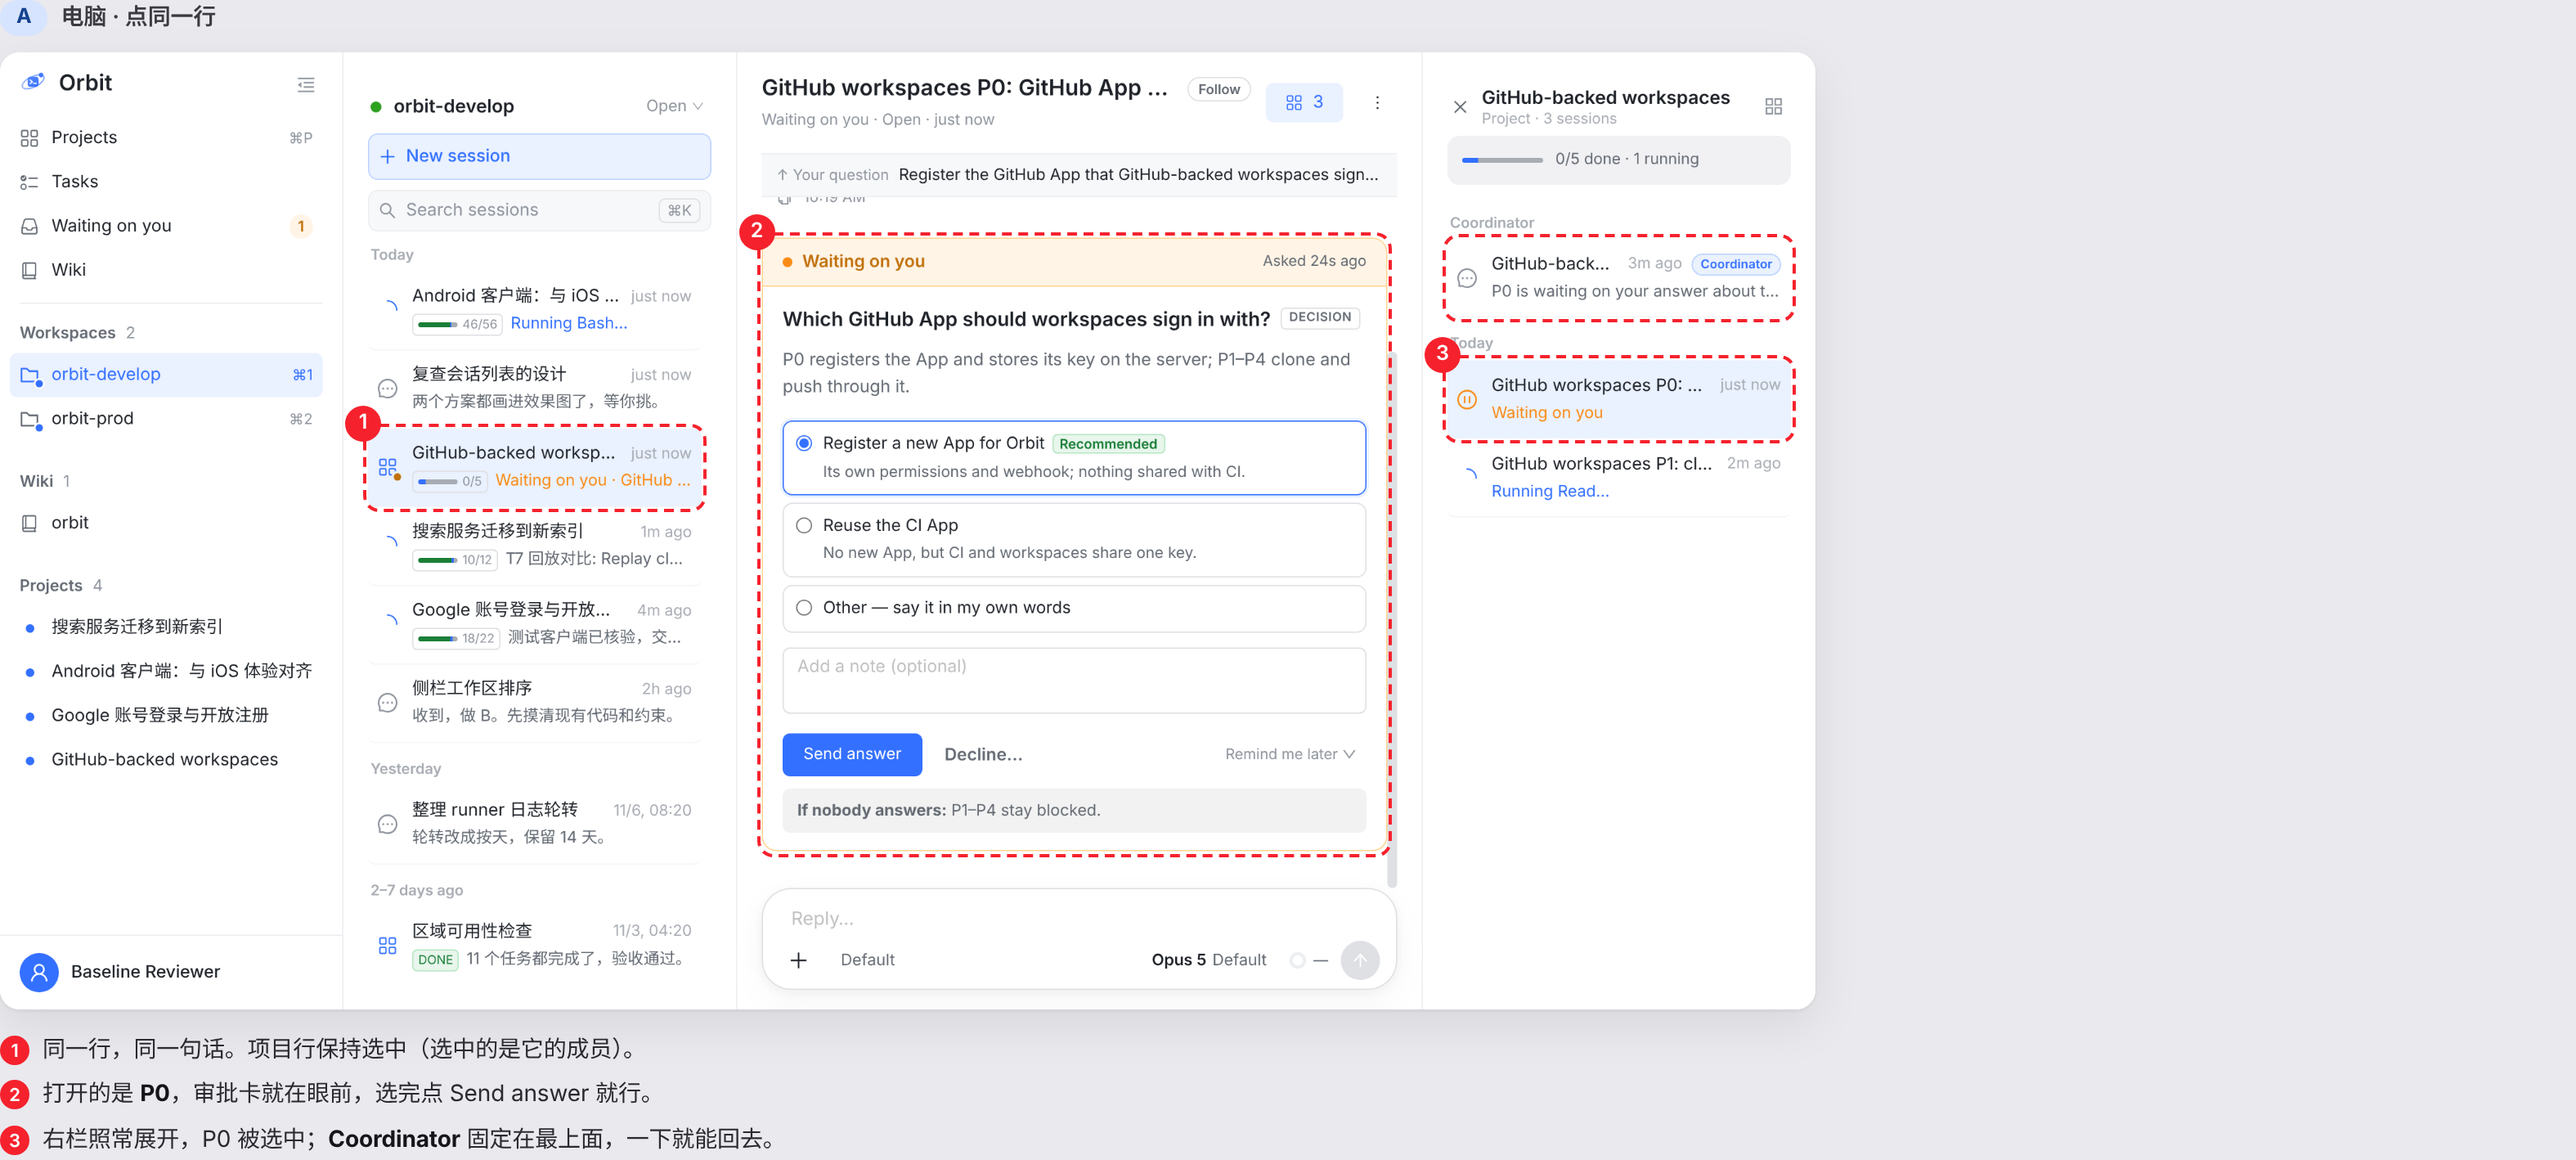 A 电脑 · 点同一行
Orbit
Projects ⌘P
Tasks
Waiting on you 1
Wiki
Workspaces 2
orbit-develop ⌘1
orbit-prod ⌘2
Wiki 1
orbit
Projects 4
搜索服务迁移到新索引
Android 客户端：与 iOS 体验对齐
Google 账号登录与开放注册
GitHub-backed workspaces
Baseline Reviewer
orbit-develop Open
New session
Search sessions ⌘K
Today
Android 客户端：与 iOS ... just now
46/56 Running Bash...
复查会话列表的设计 just now
两个方案都画进效果图了，等你挑。
1
GitHub-backed worksp... just now
0/5 Waiting on you · GitHub ...
搜索服务迁移到新索引 1m ago
10/12 T7 回放对比: Replay cl...
Google 账号登录与开放... 4m ago
18/22 测试客户端已核验，交...
侧栏工作区排序 2h ago
收到，做 B。先摸清现有代码和约束。
Yesterday
整理 runner 日志轮转 11/6, 08:20
轮转改成按天，保留 14 天。
2–7 days ago
区域可用性检查 11/3, 04:20
DONE 11 个任务都完成了，验收通过。
GitHub workspaces P0: GitHub App ... Follow 3
Waiting on you · Open · just now
↑ Your question Register the GitHub App that GitHub-backed workspaces sign...
10:19 AM
2
Waiting on you Asked 24s ago
Which GitHub App should workspaces sign in with? DECISION
P0 registers the App and stores its key on the server; P1–P4 clone and
push through it.
Register a new App for Orbit Recommended
Its own permissions and webhook; nothing shared with CI.
Reuse the CI App
No new App, but CI and workspaces share one key.
Other — say it in my own words
Add a note (optional)
Send answer Decline... Remind me later
If nobody answers: P1–P4 stay blocked.
Reply...
Default Opus 5 Default —
GitHub-backed workspaces
Project · 3 sessions
0/5 done · 1 running
Coordinator
GitHub-back... 3m ago Coordinator
P0 is waiting on your answer about t...
3 Today
GitHub workspaces P0: ... just now
Waiting on you
GitHub workspaces P1: cl... 2m ago
Running Read...
1 同一行，同一句话。项目行保持选中（选中的是它的成员）。
2 打开的是 P0，审批卡就在眼前，选完点 Send answer 就行。
3 右栏照常展开，P0 被选中；Coordinator 固定在最上面，一下就能回去。